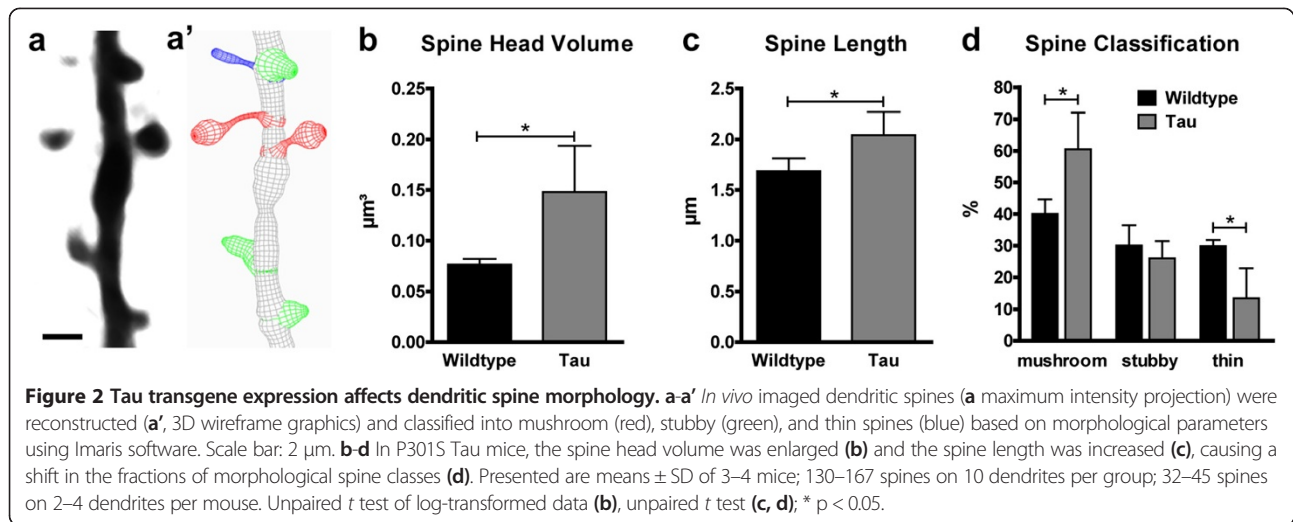 a
a'
b
Spine Head Volume
0.25
0.20
0.15
0.10
0.05
0.00
µm³
*
Wildtype
Tau
c
Spine Length
2.5
2.0
1.5
1.0
0.5
0.0
µm
*
Wildtype
Tau
d
Spine Classification
80
70
60
50
40
30
20
10
0
%
*
*
Wildtype
Tau
mushroom
stubby
thin
Figure 2 Tau transgene expression affects dendritic spine morphology. a-a' In vivo imaged dendritic spines (a maximum intensity projection) were
reconstructed (a', 3D wireframe graphics) and classified into mushroom (red), stubby (green), and thin spines (blue) based on morphological parameters
using Imaris software. Scale bar: 2 μm. b-d In P301S Tau mice, the spine head volume was enlarged (b) and the spine length was increased (c), causing a
shift in the fractions of morphological spine classes (d). Presented are means ± SD of 3–4 mice; 130–167 spines on 10 dendrites per group; 32–45 spines
on 2–4 dendrites per mouse. Unpaired t test of log-transformed data (b), unpaired t test (c, d); * p < 0.05.